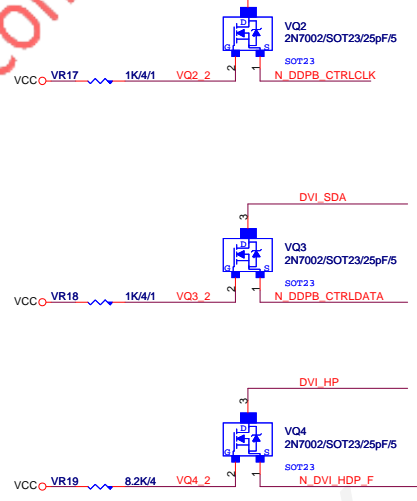 con
D
G
S
VQ2
2N7002/SOT23/25pF/5
SOT23
2
1
VCC VR17 1K/4/1 VQ2_2 N_DDPB_CTRLCLK
DVI_SDA
3
D
G
S
VQ3
2N7002/SOT23/25pF/5
SOT23
2
1
VCC VR18 1K/4/1 VQ3_2 N_DDPB_CTRLDATA
DVI_HP
3
D
G
S
VQ4
2N7002/SOT23/25pF/5
SOT23
2
1
VCC VR19 8.2K/4 VQ4_2 N_DVI_HDP_F